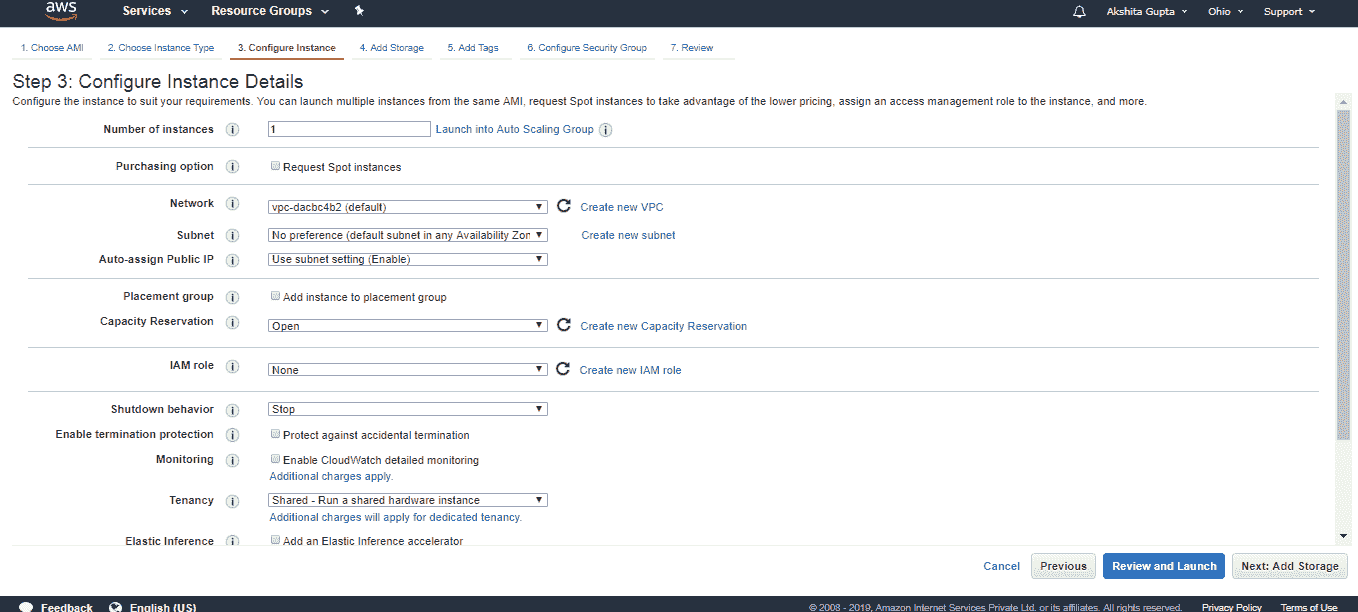 aws Services Resource Groups Akshita Gupta Ohio Support
1. Choose AMI 2. Choose Instance Type 3. Configure Instance 4. Add Storage 5. Add Tags 6. Configure Security Group 7. Review
Step 3: Configure Instance Details
Configure the instance to suit your requirements. You can launch multiple instances from the same AMI, request Spot instances to take advantage of the lower pricing, assign an access management role to the instance, and more.
Number of instances i 1 Launch into Auto Scaling Group i
Purchasing option i Request Spot instances
Network i vpc-dacbc4b2 (default) Create new VPC
Subnet i No preference (default subnet in any Availability Zon Create new subnet
Auto-assign Public IP i Use subnet setting (Enable)
Placement group i Add instance to placement group
Capacity Reservation i Open Create new Capacity Reservation
IAM role i None Create new IAM role
Shutdown behavior i Stop
Enable termination protection i Protect against accidental termination
Monitoring i Enable CloudWatch detailed monitoring
Additional charges apply.
Tenancy i Shared - Run a shared hardware instance
Additional charges will apply for dedicated tenancy.
Elastic Inference i Add an Elastic Inference accelerator
Cancel Previous Review and Launch Next: Add Storage
Feedback English (US) © 2008 - 2019, Amazon Internet Services Private Ltd. or its affiliates. All rights reserved. Privacy Policy Terms of Use